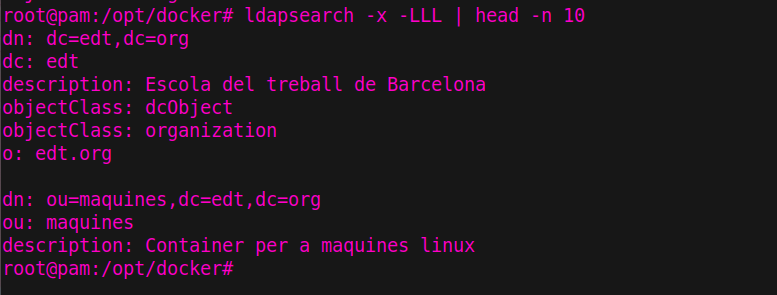 root@pam:/opt/docker# ldapsearch -x -LLL | head -n 10
dn: dc=edt,dc=org
dc: edt
description: Escola del treball de Barcelona
objectClass: dcObject
objectClass: organization
o: edt.org

dn: ou=maquines,dc=edt,dc=org
ou: maquines
description: Container per a maquines linux
root@pam:/opt/docker#